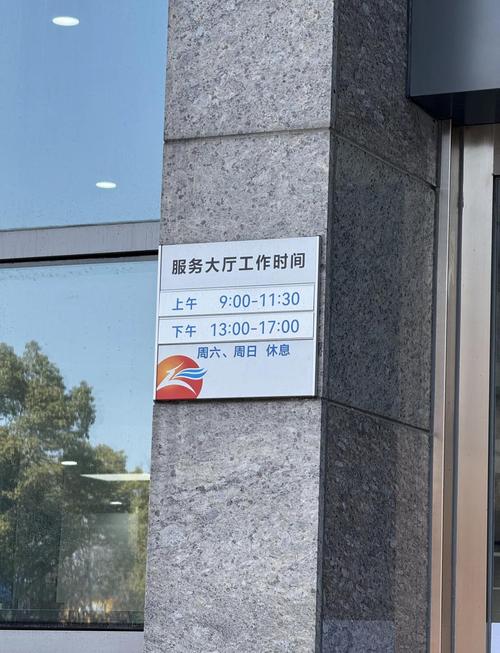 服务大厅工作时间
上午 9:00-11:30
下午 13:00-17:00
周六、周日 休息